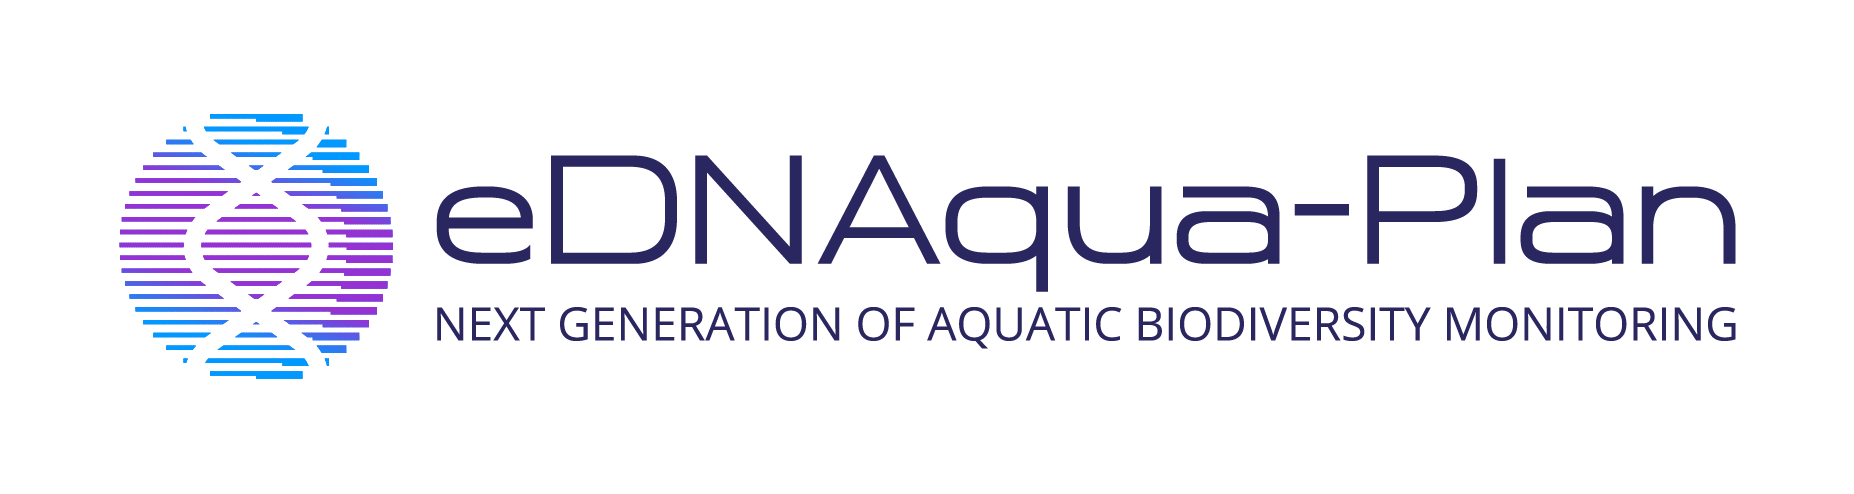 eDNAqua-Plan
NEXT GENERATION OF AQUATIC BIODIVERSITY MONITORING